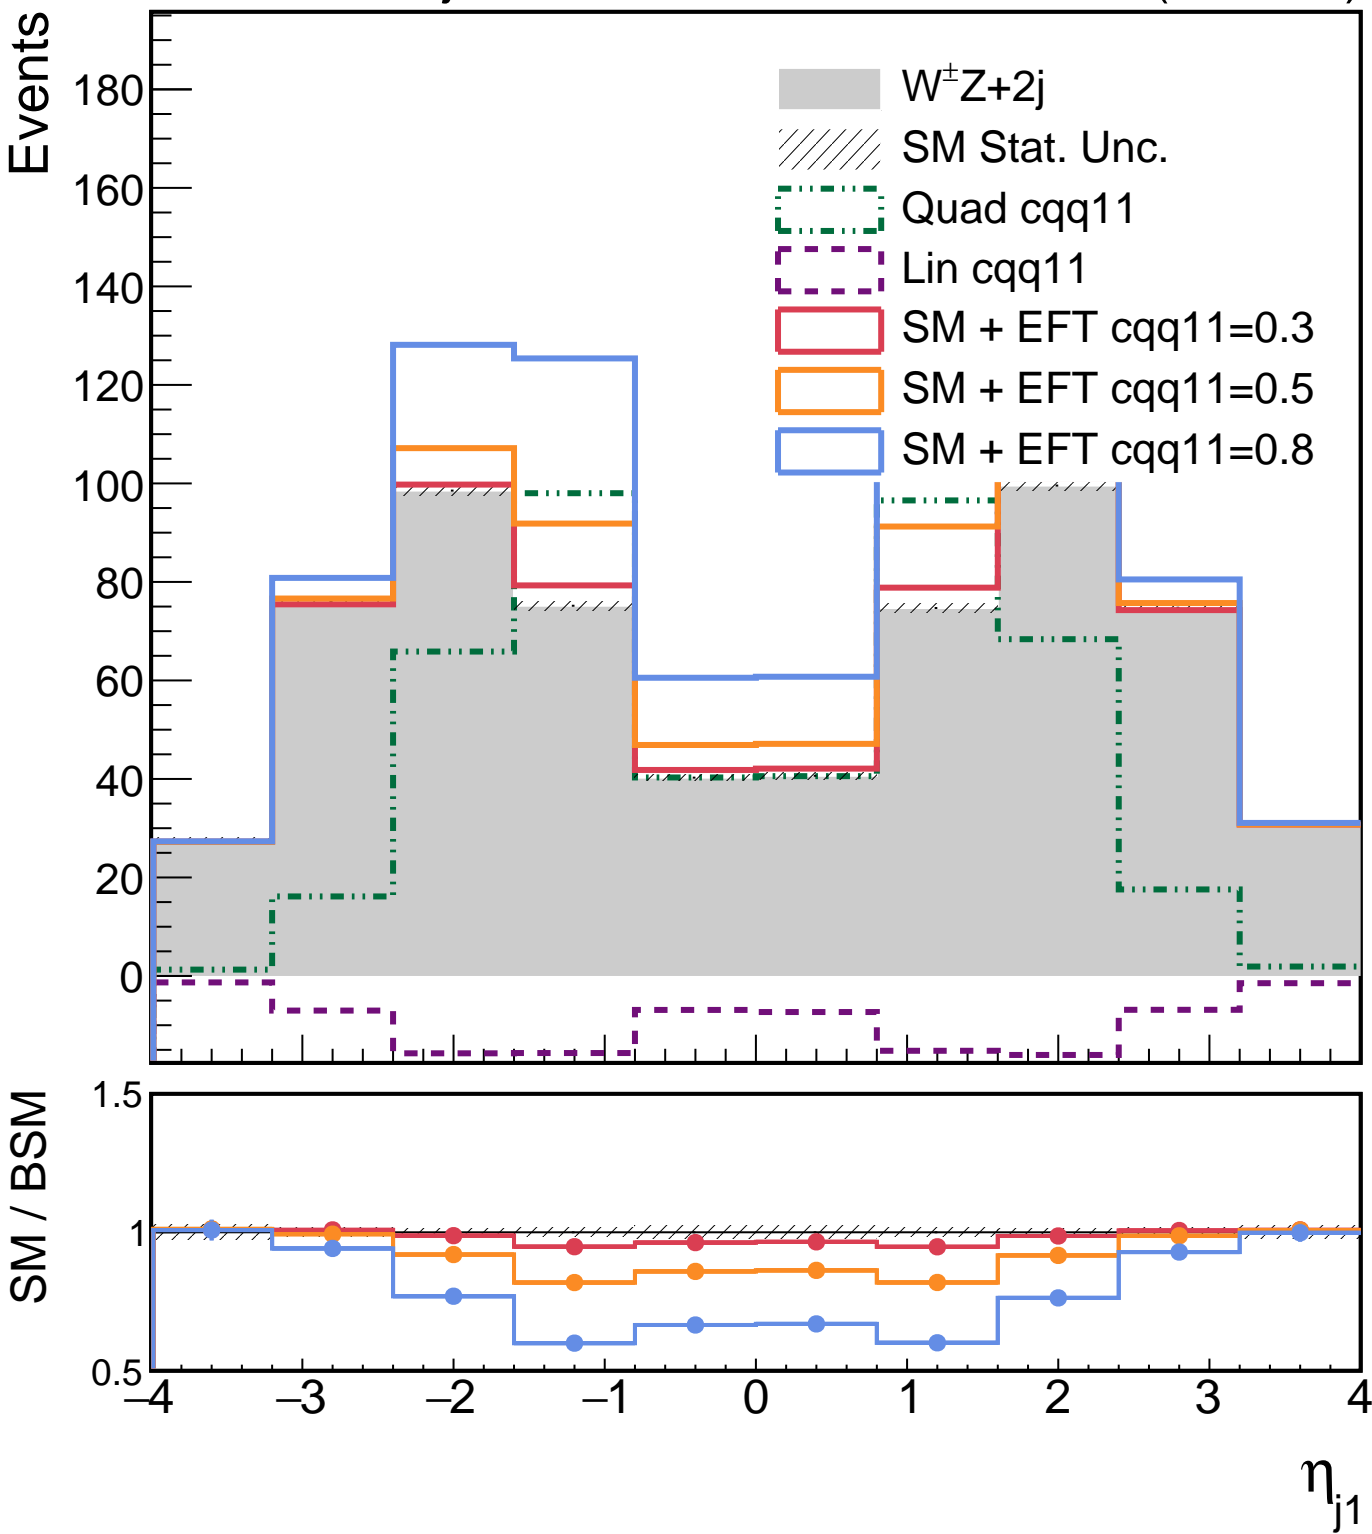 Events
180
160
140
120
100
80
60
40
20
0
W±Z+2j
SM Stat. Unc.
Quad cqq11
Lin cqq11
SM + EFT cqq11=0.3
SM + EFT cqq11=0.5
SM + EFT cqq11=0.8
SM / BSM
1.5
1
0.5
−4 −3 −2 −1 0 1 2 3 4
η_j1